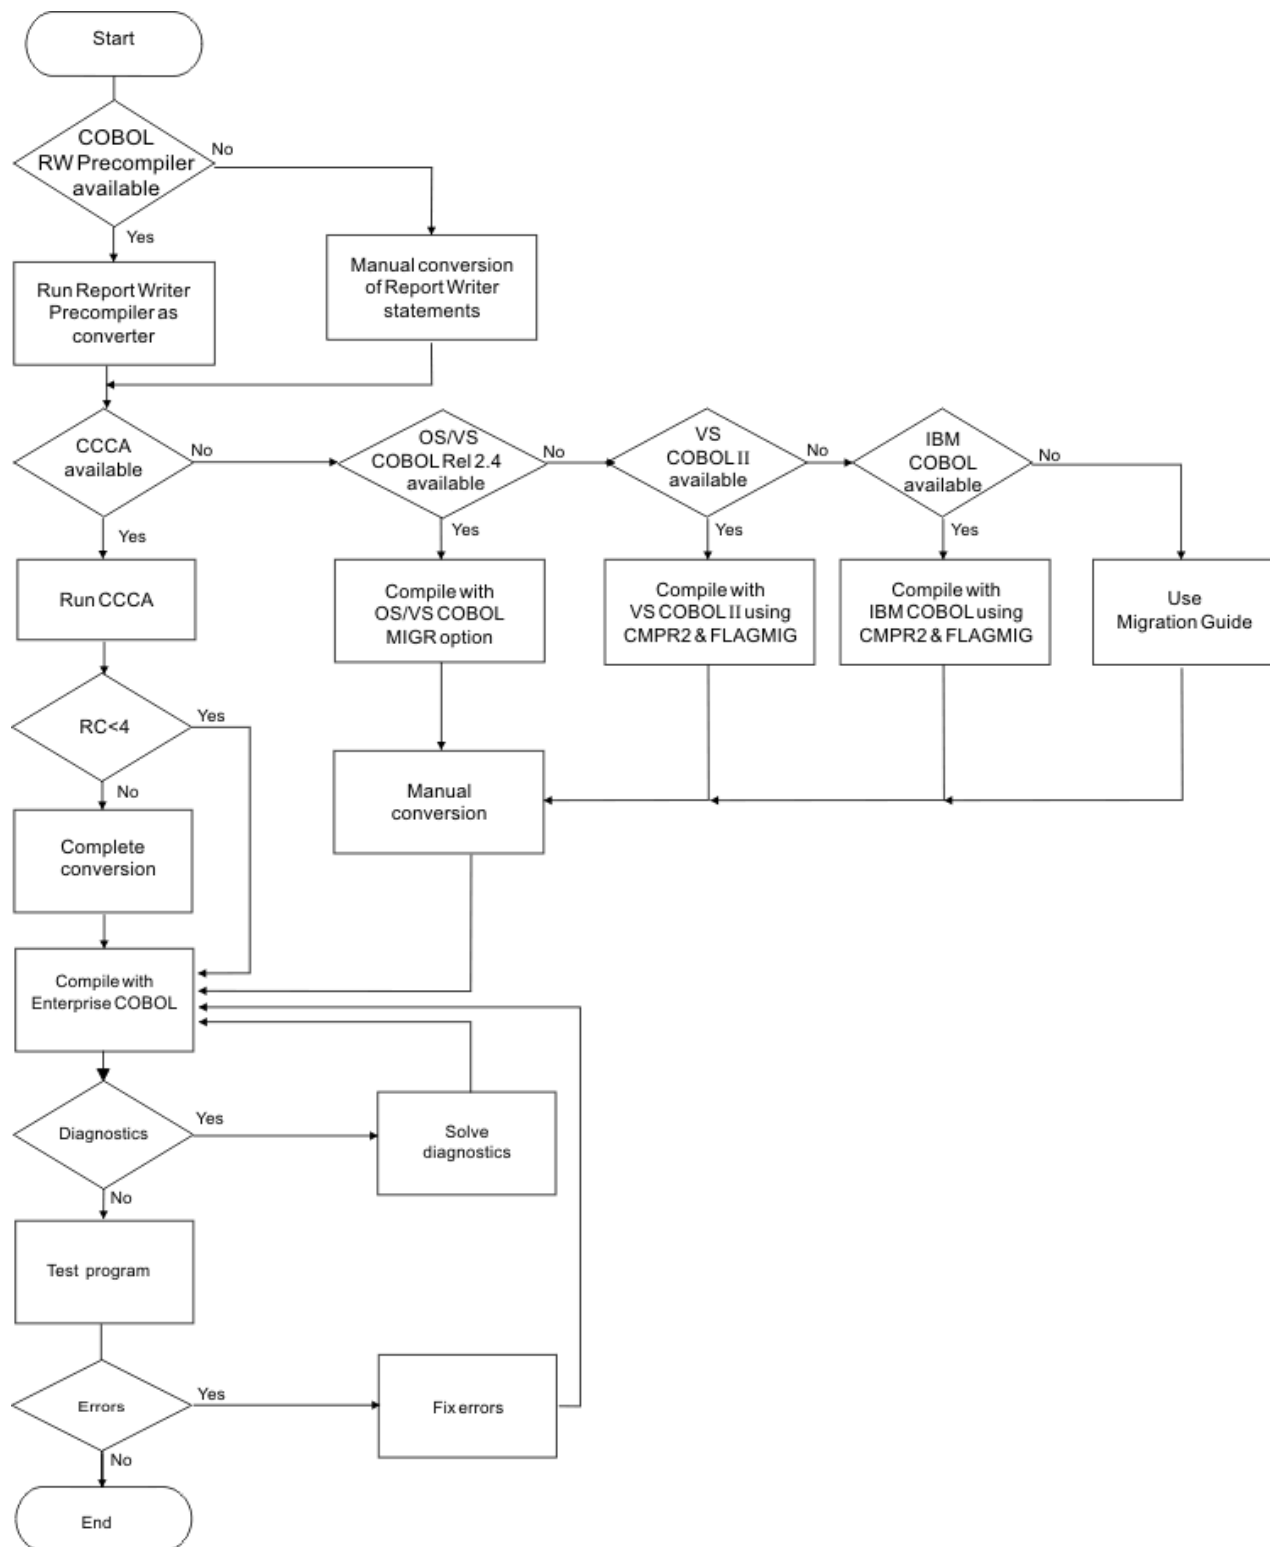 Start
COBOL
RW Precompiler
available
No
Yes
Run Report Writer
Precompiler as
converter
Manual conversion
of Report Writer
statements
CCCA
available
No
OS/VS
COBOL Rel 2.4
available
No
VS
COBOL II
available
No
IBM
COBOL
available
No
Yes
Yes
Yes
Yes
Run CCCA
Compile with
OS/VS COBOL
MIGR option
Compile with
VS COBOL II using
CMPR2 & FLAGMIG
Compile with
IBM COBOL using
CMPR2 & FLAGMIG
Use
Migration Guide
RC<4
Yes
No
Manual
conversion
Complete
conversion
Compile with
Enterprise COBOL
Diagnostics
Yes
Solve
diagnostics
No
Test program
Errors
Yes
Fix errors
No
End